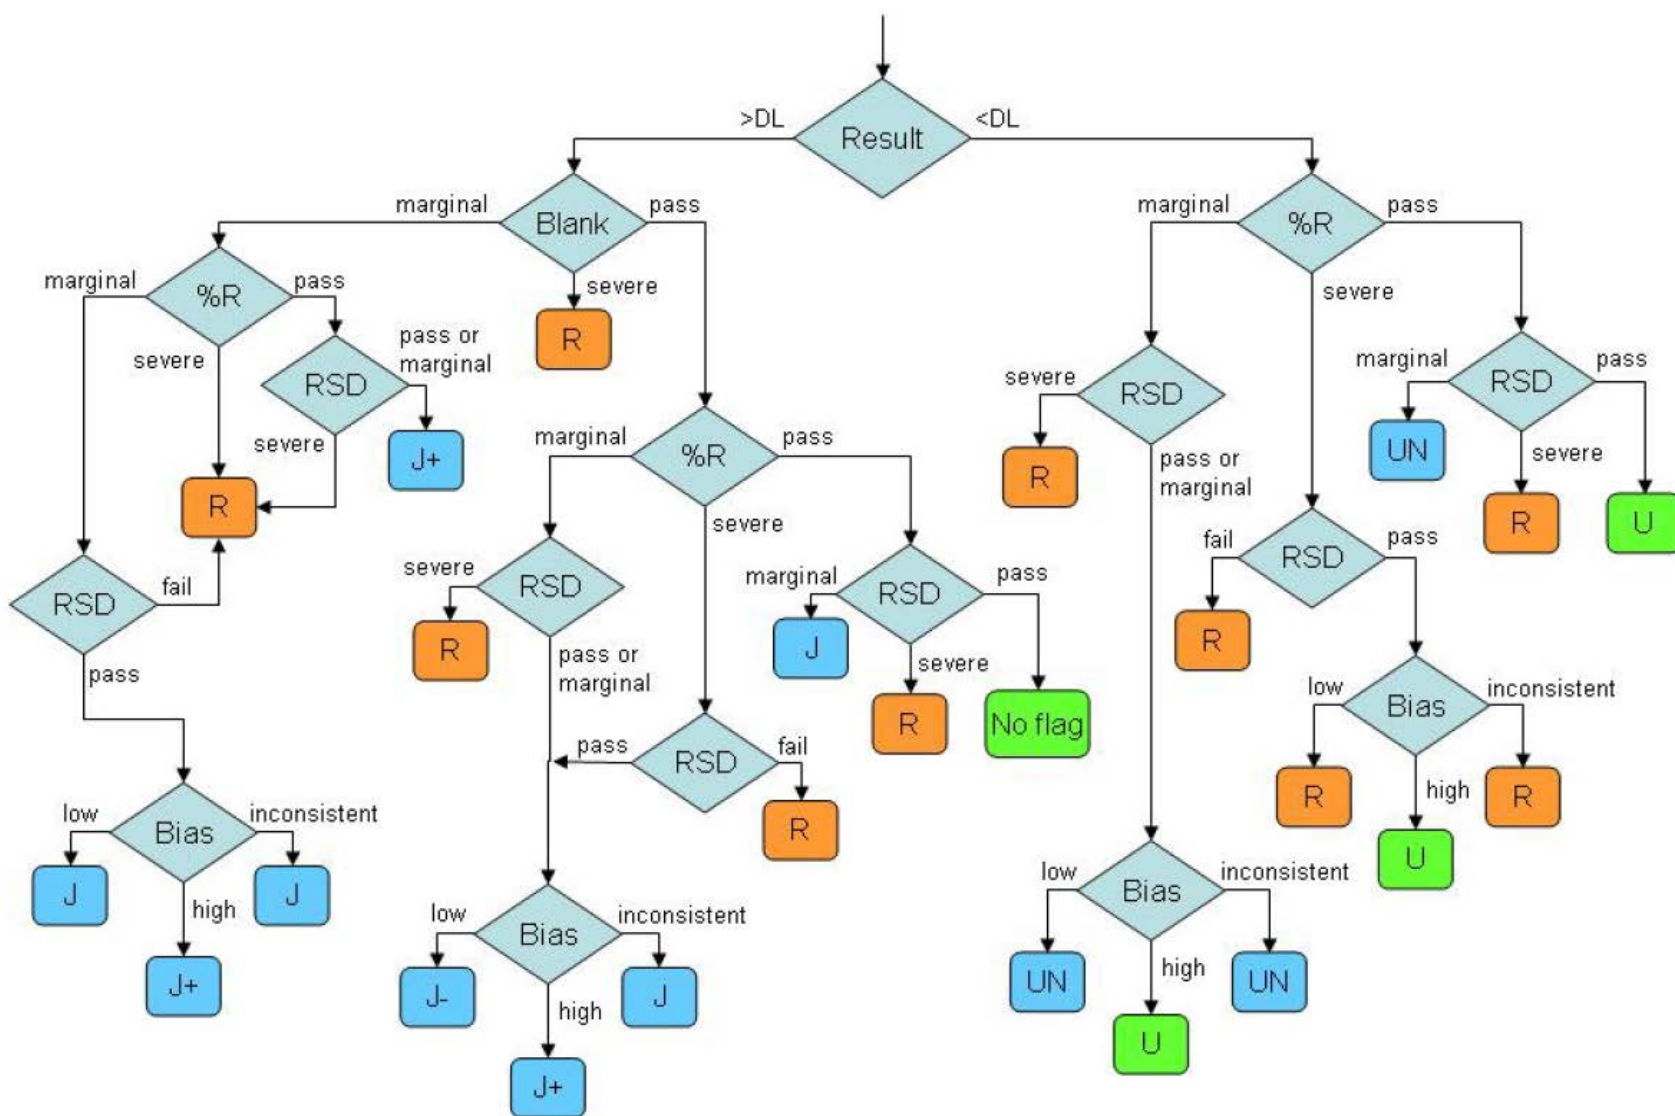 >DL
<DL
Result
marginal
pass
marginal
pass
Blank
%R
marginal
pass
severe
%R
severe
R
pass or
marginal
severe
RSD
severe
RSD
marginal
pass
RSD
severe
J+
marginal
pass
%R
UN
severe
R
pass or
marginal
R
severe
R
U
fail
RSD
severe
RSD
marginal
pass
RSD
fail
pass
RSD
R
pass or
marginal
J
severe
R
pass
R
No flag
low
inconsistent
Bias
pass
fail
RSD
R
high
R
low
inconsistent
Bias
R
U
J
J
high
low
inconsistent
Bias
low
inconsistent
Bias
J+
J-
J
high
UN
UN
high
J+
U